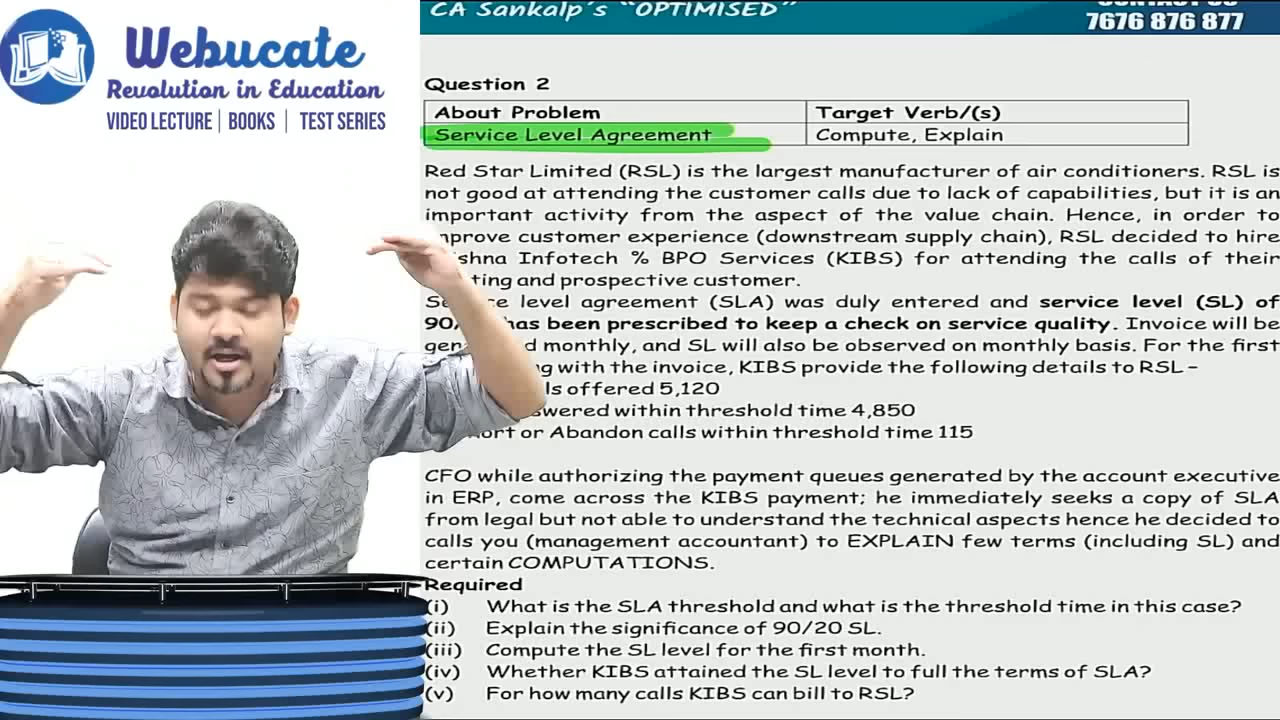 Webucate
Revolution in Education
VIDEO LECTURE | BOOKS | TEST SERIES
CA Sankalp's "OPTIMISED"
7676 876 877
Question 2
About Problem Target Verb/(s)
Service Level Agreement Compute, Explain
Red Star Limited (RSL) is the largest manufacturer of air conditioners. RSL is
not good at attending the customer calls due to lack of capabilities, but it is an
important activity from the aspect of the value chain. Hence, in order to
customer experience (downstream supply chain), RSL decided to hire
Infotech % BPO Services (KIBS) for attending the calls of their
and prospective customer.
level agreement (SLA) was duly entered and service level (SL) of
has been prescribed to keep a check on service quality. Invoice will be
monthly, and SL will also be observed on monthly basis. For the first
with the invoice, KIBS provide the following details to RSL –
offered 5,120
within threshold time 4,850
or Abandon calls within threshold time 115
CFO while authorizing the payment queues generated by the account executive
in ERP, come across the KIBS payment; he immediately seeks a copy of SLA
from legal but not able to understand the technical aspects hence he decided to
calls you (management accountant) to EXPLAIN few terms (including SL) and
certain COMPUTATIONS.
Required
(i) What is the SLA threshold and what is the threshold time in this case?
(ii) Explain the significance of 90/20 SL.
(iii) Compute the SL level for the first month.
(iv) Whether KIBS attained the SL level to full the terms of SLA?
(v) For how many calls KIBS can bill to RSL?